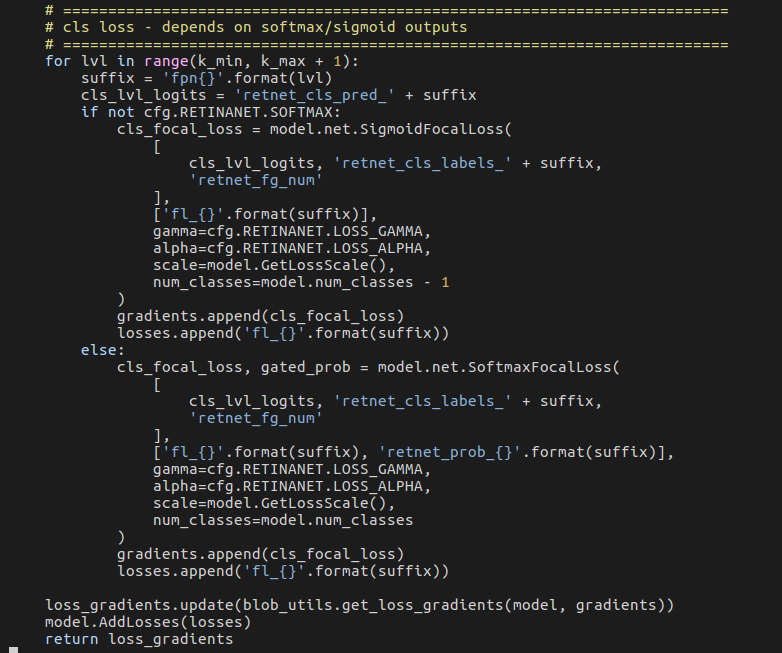 # ==========================================================================
# cls loss - depends on softmax/sigmoid outputs
# ==========================================================================
for lvl in range(k_min, k_max + 1):
    suffix = 'fpn{}'.format(lvl)
    cls_lvl_logits = 'retnet_cls_pred_' + suffix
    if not cfg.RETINANET.SOFTMAX:
        cls_focal_loss = model.net.SigmoidFocalLoss(
            [
                cls_lvl_logits, 'retnet_cls_labels_' + suffix,
                'retnet_fg_num'
            ],
            ['fl_{}'.format(suffix)],
            gamma=cfg.RETINANET.LOSS_GAMMA,
            alpha=cfg.RETINANET.LOSS_ALPHA,
            scale=model.GetLossScale(),
            num_classes=model.num_classes - 1
        )
        gradients.append(cls_focal_loss)
        losses.append('fl_{}'.format(suffix))
    else:
        cls_focal_loss, gated_prob = model.net.SoftmaxFocalLoss(
            [
                cls_lvl_logits, 'retnet_cls_labels_' + suffix,
                'retnet_fg_num'
            ],
            ['fl_{}'.format(suffix), 'retnet_prob_{}'.format(suffix)],
            gamma=cfg.RETINANET.LOSS_GAMMA,
            alpha=cfg.RETINANET.LOSS_ALPHA,
            scale=model.GetLossScale(),
            num_classes=model.num_classes
        )
        gradients.append(cls_focal_loss)
        losses.append('fl_{}'.format(suffix))

loss_gradients.update(blob_utils.get_loss_gradients(model, gradients))
model.AddLosses(losses)
return loss_gradients